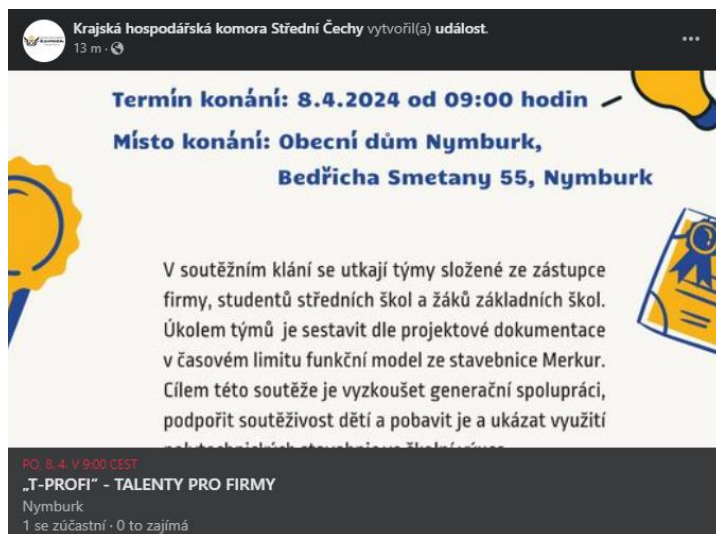 Krajská hospodářská komora Střední Čechy vytvořil(a) událost.
13 m
Termín konání: 8.4.2024 od 09:00 hodin
Místo konání: Obecní dům Nymburk,
Bedřicha Smetany 55, Nymburk
V soutěžním klání se utkají týmy složené ze zástupce
firmy, studentů středních škol a žáků základních škol.
Úkolem týmů je sestavit dle projektové dokumentace
v časovém limitu funkční model ze stavebnice Merkur.
Cílem této soutěže je vyzkoušet generační spolupráci,
podpořit soutěživost dětí a pobavit je a ukázat využití
PO, 8. 4. V 9:00 CEST
„T-PROFI" - TALENTY PRO FIRMY
Nymburk
1 se zúčastní · 0 to zajímá